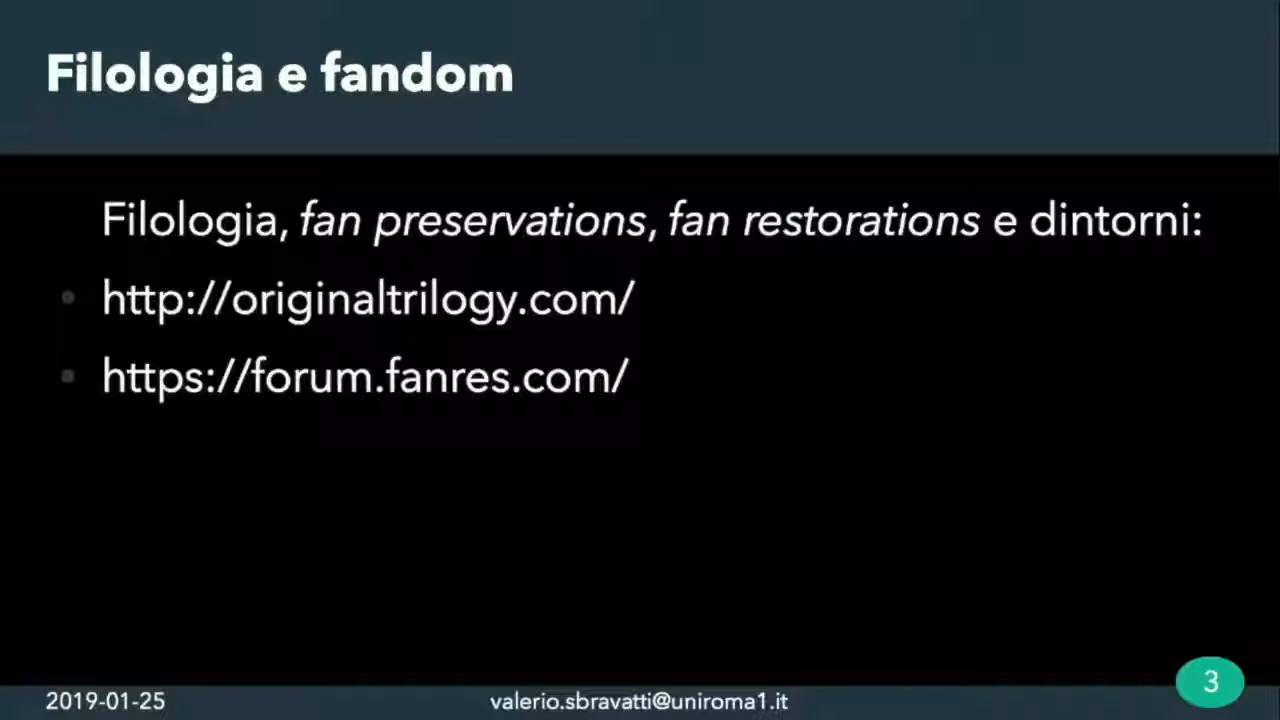 Filologia e fandom
Filologia, fan preservations, fan restorations e dintorni:
http://originaltrilogy.com/
https://forum.fanres.com/
2019-01-25
valerio.sbravatti@uniroma1.it
3